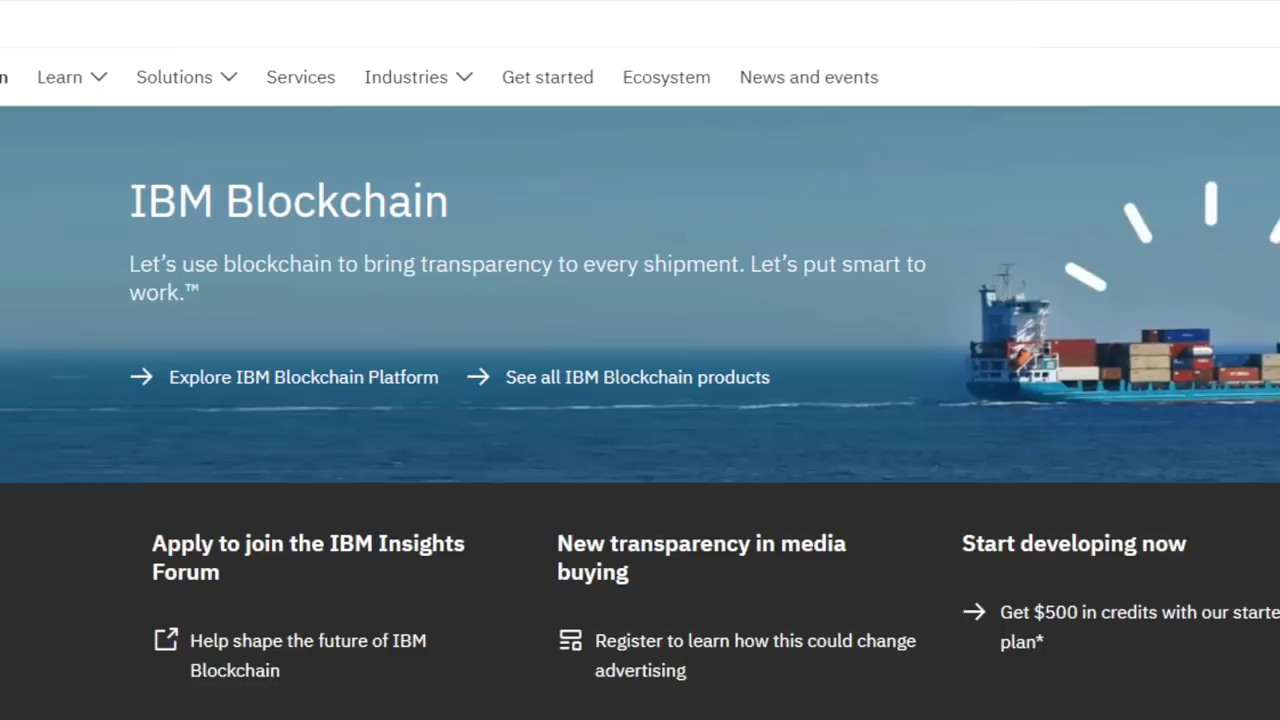 n Learn Solutions Services Industries Get started Ecosystem News and events
IBM Blockchain
Let’s use blockchain to bring transparency to every shipment. Let’s put smart to
work.™
Explore IBM Blockchain Platform See all IBM Blockchain products
Apply to join the IBM Insights
Forum
Help shape the future of IBM
Blockchain
New transparency in media
buying
Register to learn how this could change
advertising
Start developing now
Get $500 in credits with our starte
plan*